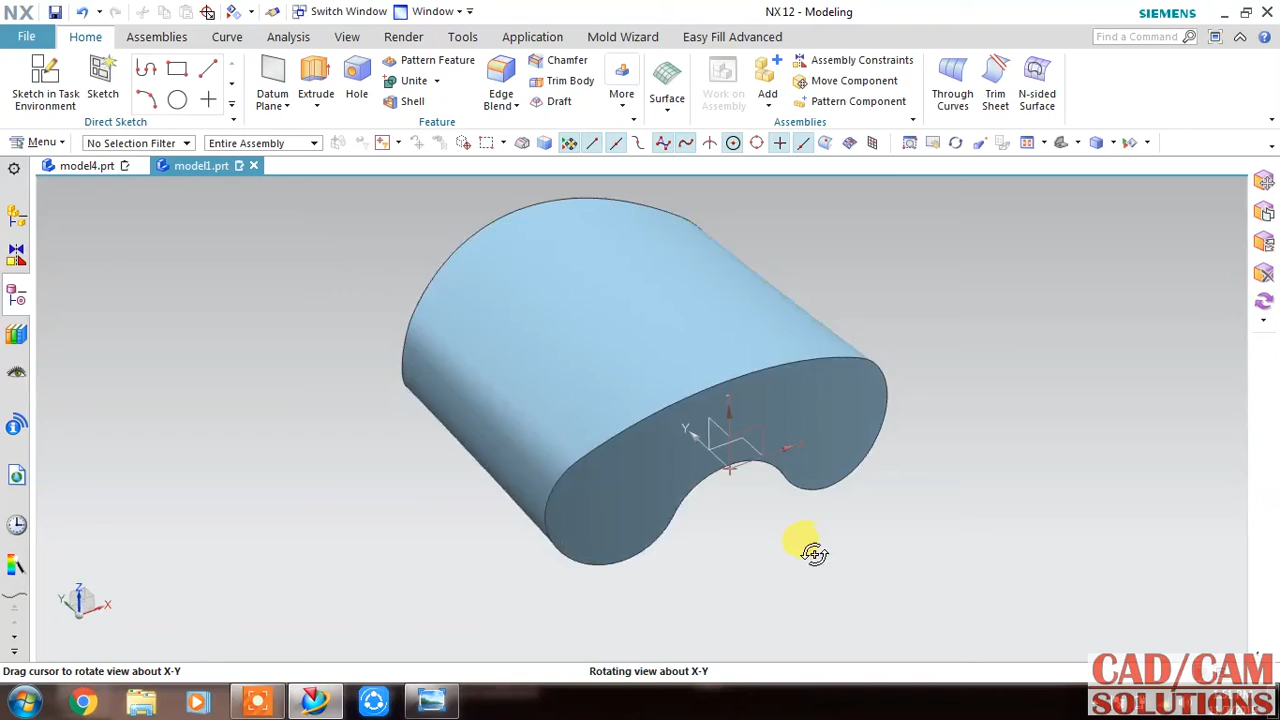 NX
Switch Window
Window
NX 12 - Modeling
SIEMENS
File
Home
Assemblies
Curve
Analysis
View
Render
Tools
Application
Mold Wizard
Easy Fill Advanced
Find a Command
Sketch in Task
Environment
Sketch
Direct Sketch
Datum
Plane
Extrude
Hole
Pattern Feature
Unite
Shell
Edge
Blend
Chamfer
Trim Body
Draft
More
Feature
Surface
Work on
Assembly
Add
Assembly Constraints
Move Component
Pattern Component
Assemblies
Through
Curves
Trim
Sheet
N-sided
Surface
Menu
No Selection Filter
Entire Assembly
model4.prt
model1.prt
Y
Z
Y
X
Drag cursor to rotate view about X-Y
Rotating view about X-Y
CAD/CAM
SOLUTIONS